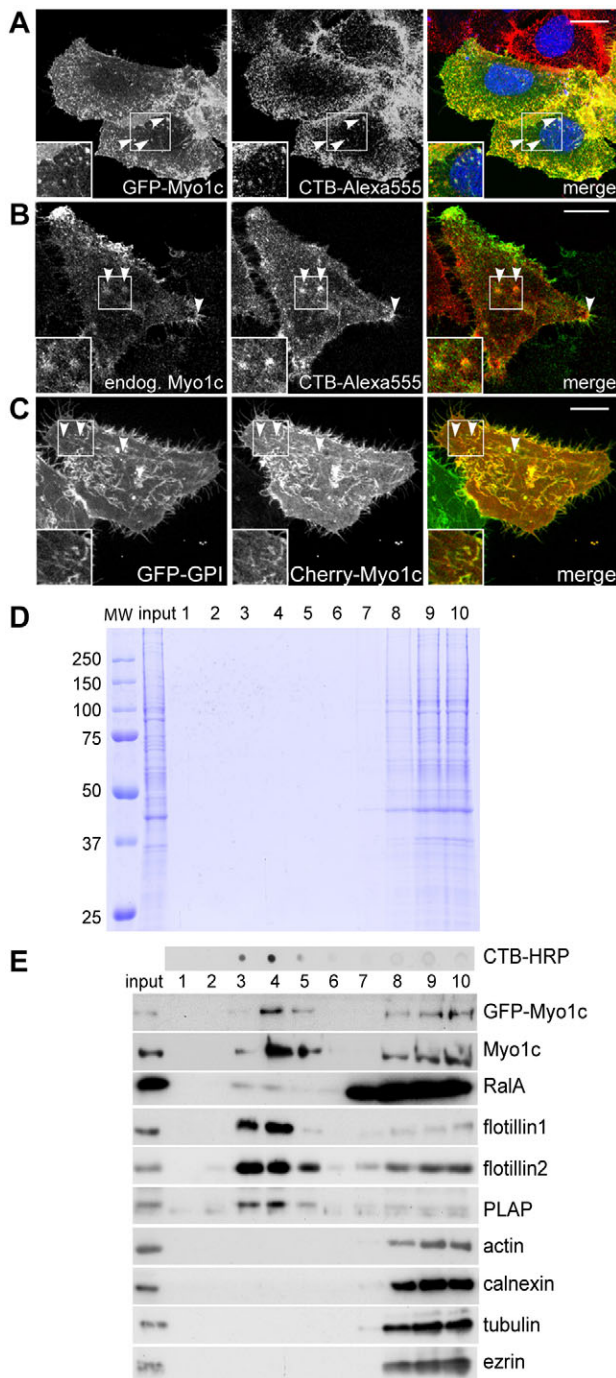 A
GFP-Myo1c CTB-Alexa555 merge
B
endog. Myo1c CTB-Alexa555 merge
C
GFP-GPI Cherry-Myo1c merge
D
MW input 1 2 3 4 5 6 7 8 9 10
250
150
100
75
50
37
25
E
CTB-HRP
input 1 2 3 4 5 6 7 8 9 10
GFP-Myo1c
Myo1c
RalA
flotillin1
flotillin2
PLAP
actin
calnexin
tubulin
ezrin